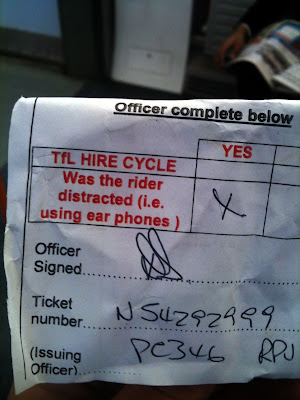 Officer complete below
YES
TfL HIRE CYCLE
Was the rider
distracted (i.e.
using ear phones )
X
Officer
Signed
Ticket
number N54292999
(Issuing PC346 RPU
Officer)